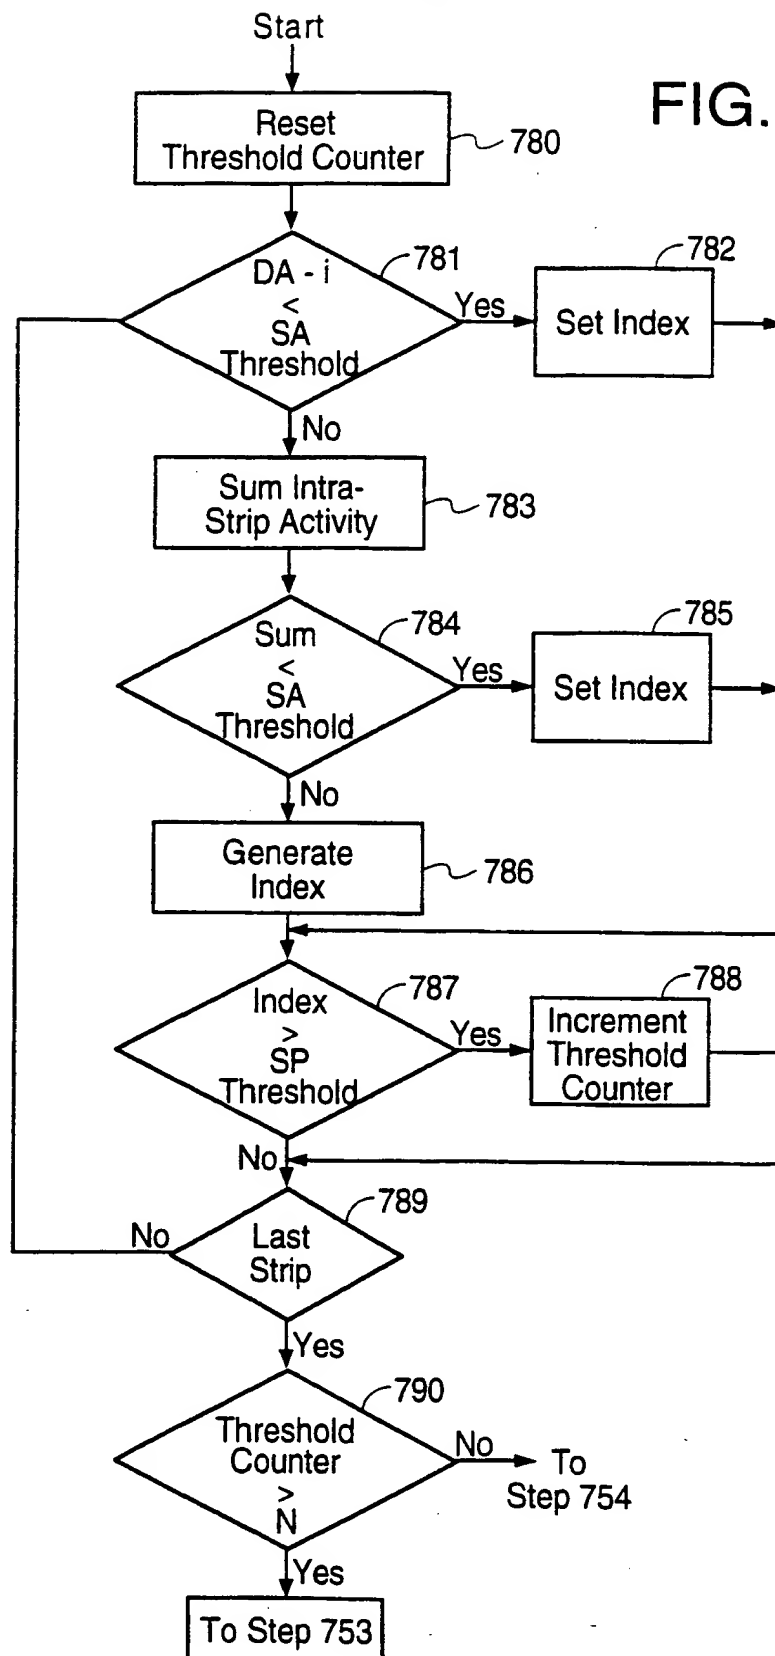 Start
FIG.
Reset
Threshold Counter
780
DA - i
<
SA
Threshold
781
Yes
782
Set Index
No
Sum Intra-
Strip Activity
783
Sum
<
SA
Threshold
784
Yes
785
Set Index
No
Generate
Index
786
Index
>
SP
Threshold
787
Yes
788
Increment
Threshold
Counter
No
Last
Strip
789
No
Yes
Threshold
Counter
>
N
790
No
To
Step 754
Yes
To Step 753